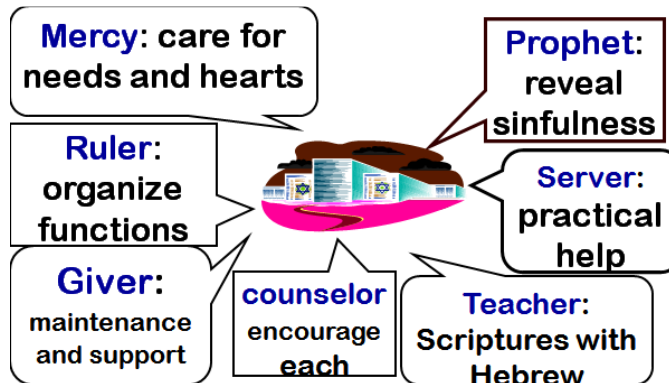 Mercy: care for
needs and hearts
Prophet:
reveal
sinfulness
Ruler:
organize
functions
Server:
practical
help
Giver:
maintenance
and support
counselor
encourage
each
Teacher:
Scriptures with
Hebrew